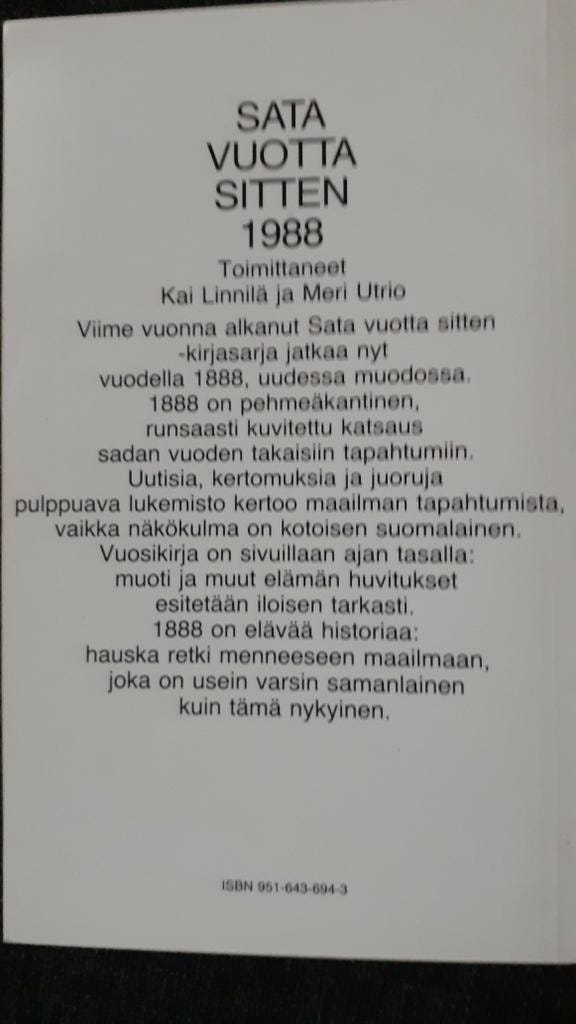 SATA
VUOTTA
SITTEN
1988
Toimittaneet
Kai Linnilä ja Meri Utrio
Viime vuonna alkanut Sata vuotta sitten
-kirjasarja jatkaa nyt
vuodella 1888, uudessa muodossa.
1888 on pehmeäkantinen,
runsaasti kuvitettu katsaus
sadan vuoden takaisiin tapahtumiin.
Uutisia, kertomuksia ja juoruja
pulppuava lukemisto kertoo maailman tapahtumista,
vaikka näkökulma on kotoisen suomalainen.
Vuosikirja on sivuillaan ajan tasalla:
muoti ja muut elämän huvitukset
esitetään iloisen tarkasti.
1888 on elävää historiaa:
hauska retki menneeseen maailmaan,
joka on usein varsin samanlainen
kuin tämä nykyinen.
ISBN 951-643-694-3